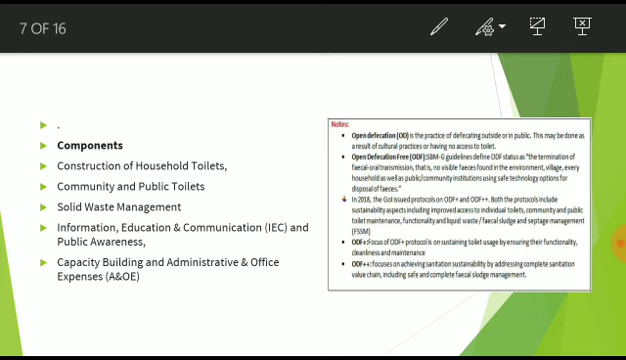 7 OF 16
.
Components
Construction of Household Toilets,
Community and Public Toilets
Solid Waste Management
Information, Education & Communication (IEC) and
Public Awareness,
Capacity Building and Administrative & Office
Expenses (A&OE)
Notes:
Open defecation (OD) is the practice of defecating outside or in public. This may be done as
a result of cultural practices or having no access to toilet.
Open Defecation Free (ODF):SBM-G guidelines define ODF status as "the termination of
faecal-oral transmission, that is, no visible faeces found in the environment, village, every
household as well as public/community institutions using safe technology options for
disposal of faeces."
In 2018, the GoI issued protocols on ODF+ and ODF++. Both the protocols include
sustainability aspects including improved access to individual toilets, community and public
toilet maintenance, functionality and liquid waste / faecal sludge and septage management
(FSSM)
ODF+:Focus of ODF+ protocol is on sustaining toilet usage by ensuring their functionality,
cleanliness and maintenance
ODF++:focuses on achieving sanitation sustainability by addressing complete sanitation
value chain, including safe and complete faecal sludge management.